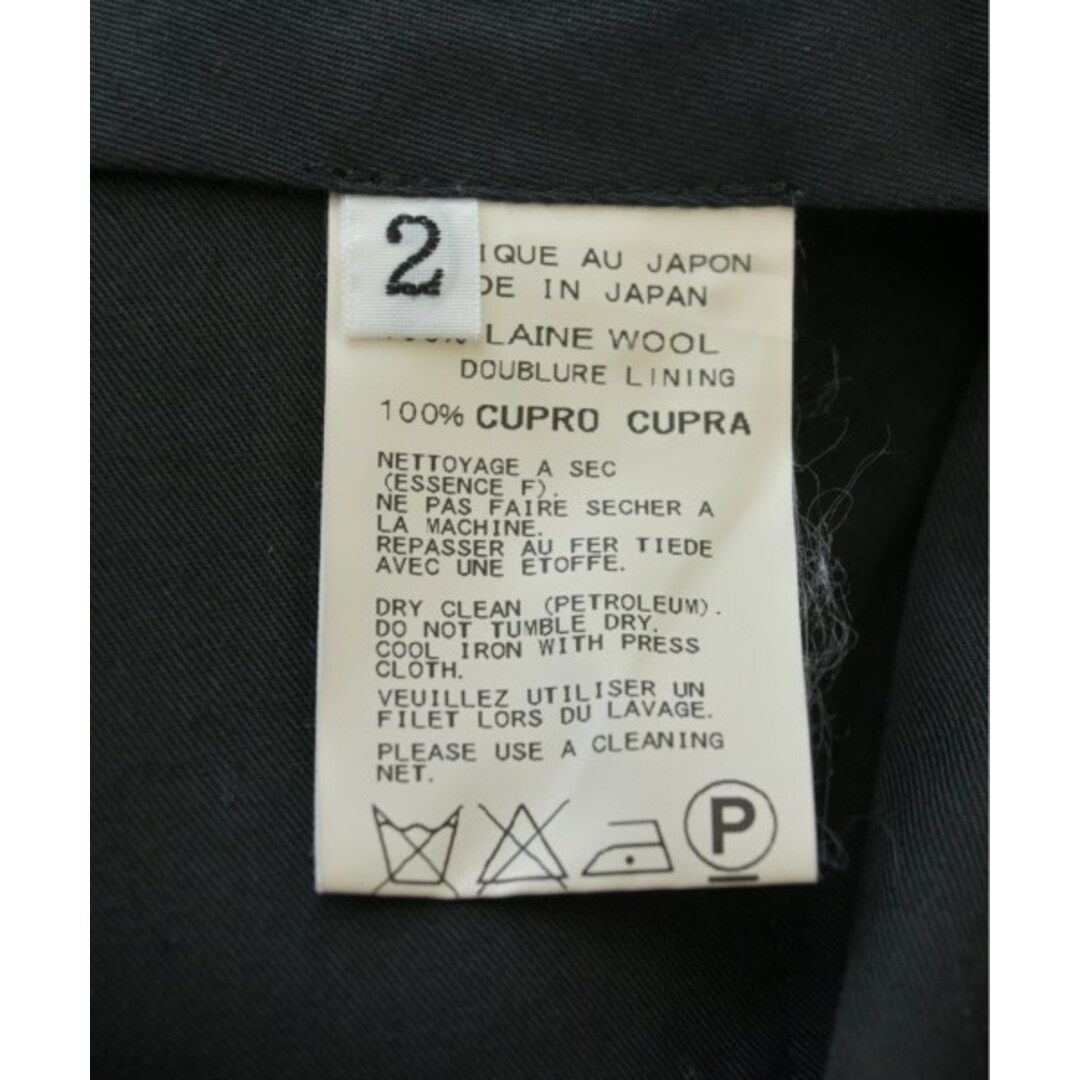 2
IQUE AU JAPON
DE IN JAPAN
LAINE WOOL
DOUBLURE LINING
100% CUPRO CUPRA
NETTOYAGE A SEC
(ESSENCE F).
NE PAS FAIRE SECHER A
LA MACHINE.
REPASSER AU FER TIEDE
AVEC UNE ETOFFE.
DRY CLEAN (PETROLEUM).
DO NOT TUMBLE DRY.
COOL IRON WITH PRESS
CLOTH.
VEUILLEZ UTILISER UN
FILET LORS DU LAVAGE.
PLEASE USE A CLEANING
NET.
P